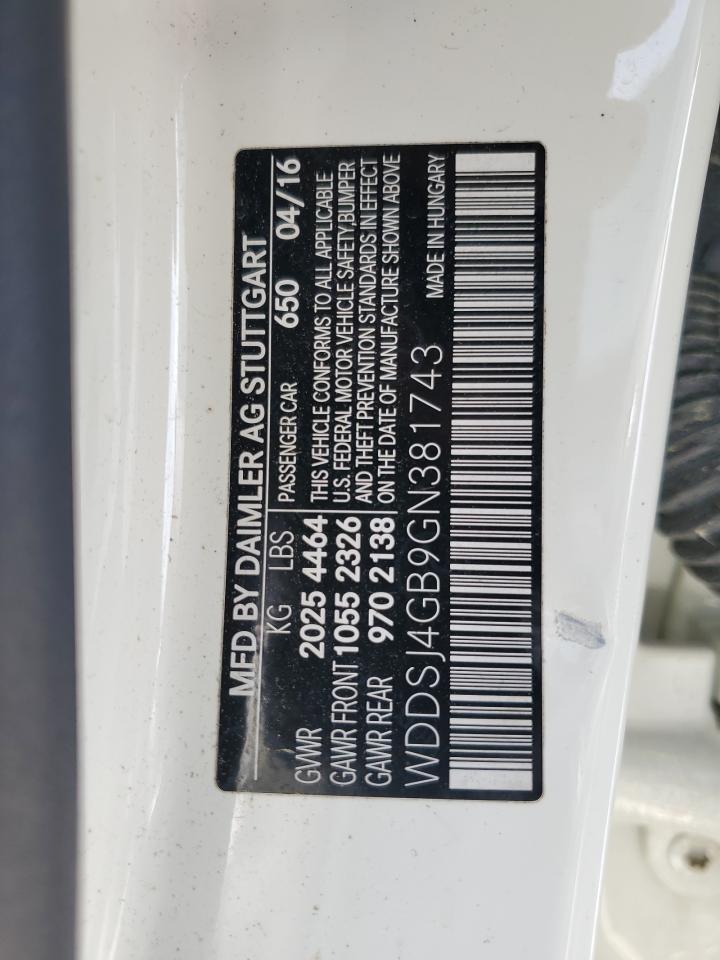 MFD BY DAIMLER AG STUTTGART
KG LBS PASSENGER CAR 650 04/16
GVWR 2025 4464 THIS VEHICLE CONFORMS TO ALL APPLICABLE
GAWR FRONT 1055 2326 U.S. FEDERAL MOTOR VEHICLE SAFETY,BUMPER
GAWR REAR 970 2138 AND THEFT PREVENTION STANDARDS IN EFFECT
ON THE DATE OF MANUFACTURE SHOWN ABOVE
WDDSJ4GB9GN381743 MADE IN HUNGARY